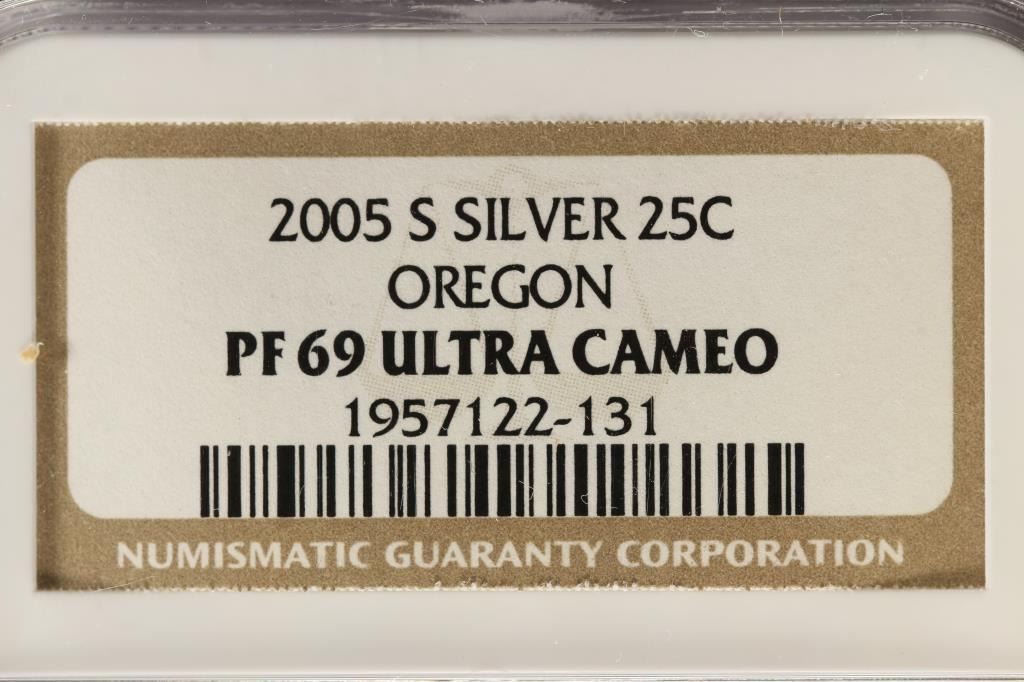 2005 S SILVER 25C
OREGON
PF 69 ULTRA CAMEO
1957122-131
NUMISMATIC GUARANTY CORPORATION